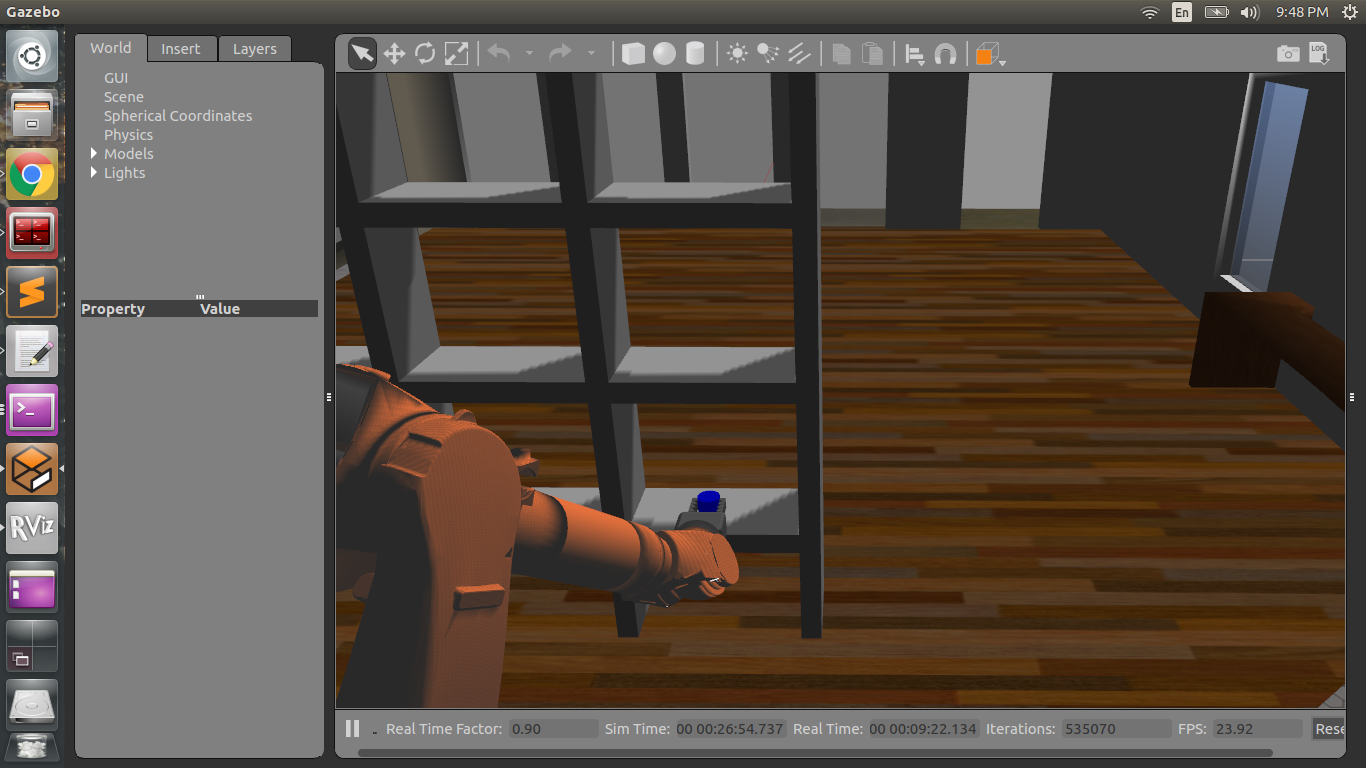 Gazebo
En
9:48 PM
World
Insert
Layers
GUI
Scene
Spherical Coordinates
Physics
Models
Lights
Property
Value
LOG
RViz
Real Time Factor: 0.90 Sim Time: 00 00:26:54.737 Real Time: 00 00:09:22.134 Iterations: 535070 FPS: 23.92 Rese